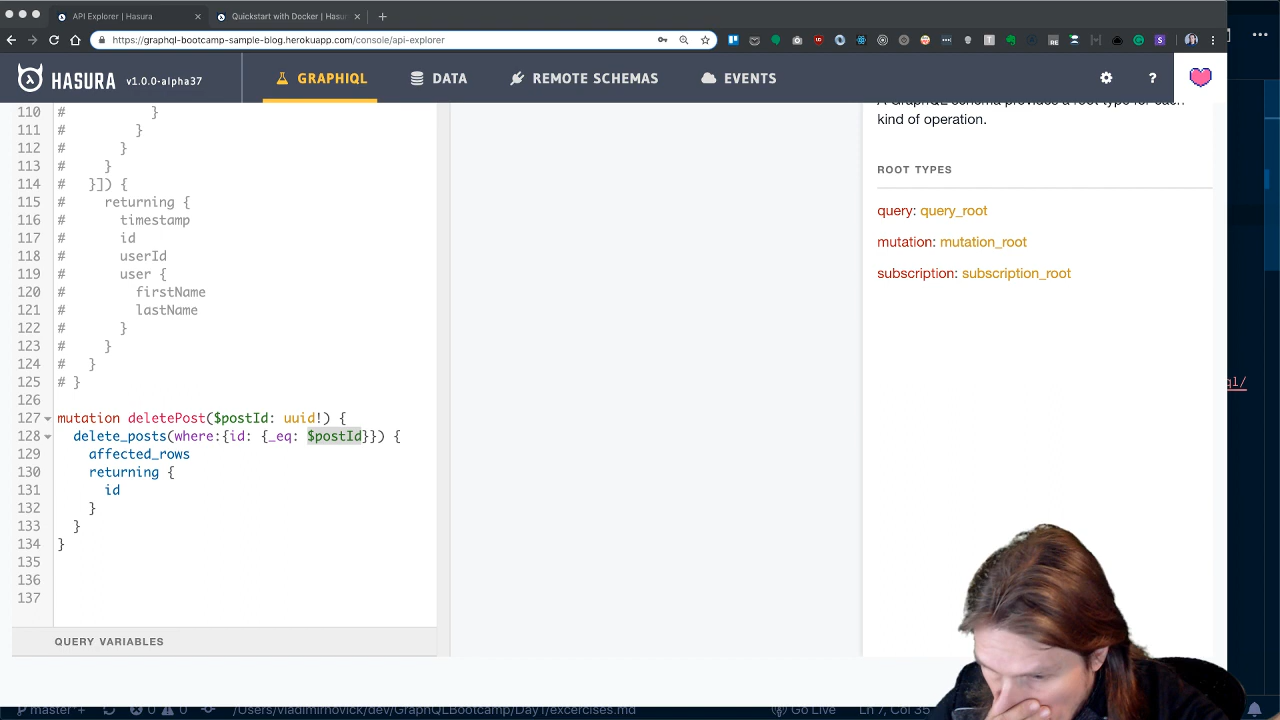 API Explorer | Hasura
Quickstart with Docker | Hasur
https://graphql-bootcamp-sample-blog.herokuapp.com/console/api-explorer
HASURA v1.0.0-alpha37 GRAPHIQL DATA REMOTE SCHEMAS EVENTS ?
110 # }
111 # }
112 # }
113 # }
114 # }]) {
115 # returning {
116 # timestamp
117 # id
118 # userId
119 # user {
120 # firstName
121 # lastName
122 # }
123 # }
124 # }
125 # }
126
127 mutation deletePost($postId: uuid!) {
128 delete_posts(where:{id: {_eq: $postId}}) {
129 affected_rows
130 returning {
131 id
132 }
133 }
134 }
135
136
137
QUERY VARIABLES
A GraphQL schema provides a root type for each
kind of operation.
ROOT TYPES
query: query_root
mutation: mutation_root
subscription: subscription_root
ql/
master+ 0 0 /Users/vladimirnovick/dev/GraphQLBootcamp/Day1/excercises.md Go Live Ln 7, Col 35